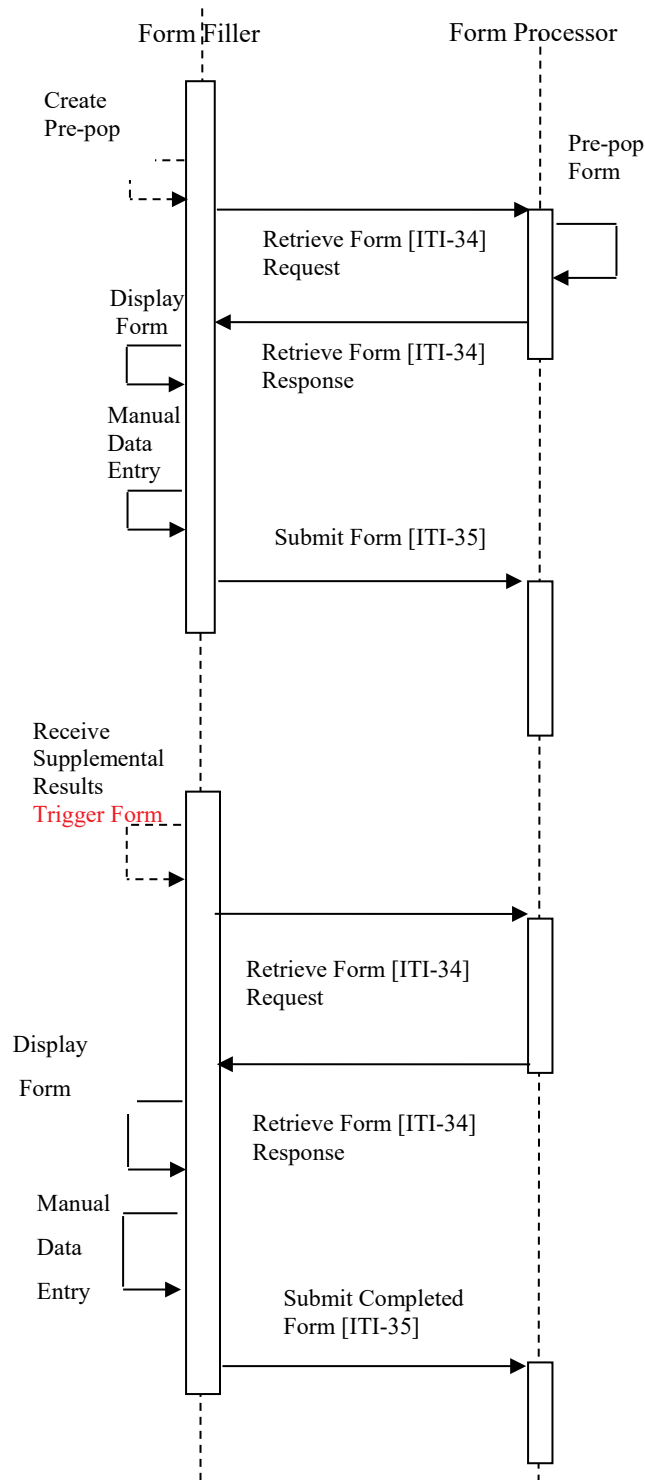 Form Filler
Form Processor
Create
Pre-pop
Pre-pop
Form
Retrieve Form [ITI-34]
Request
Display
Form
Retrieve Form [ITI-34]
Response
Manual
Data
Entry
Submit Form [ITI-35]
Receive
Supplemental
Results
Trigger Form
Retrieve Form [ITI-34]
Request
Display
Form
Retrieve Form [ITI-34]
Response
Manual
Data
Entry
Submit Completed
Form [ITI-35]